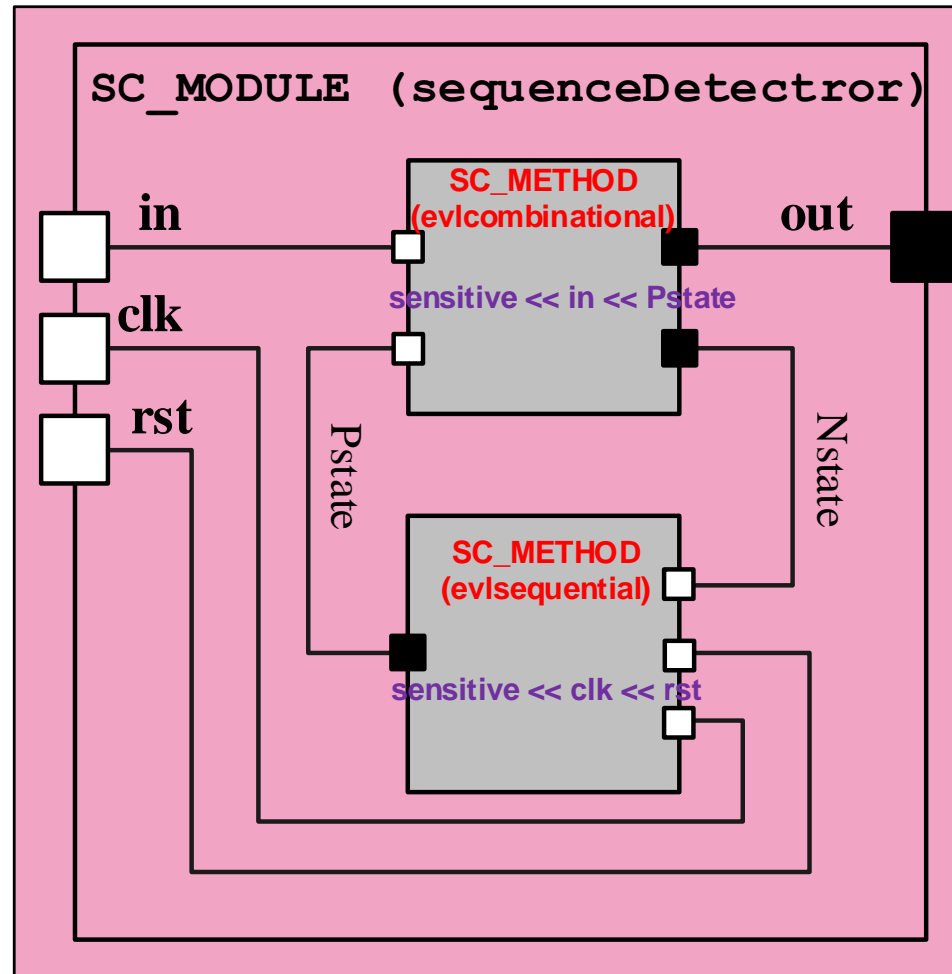 SC_MODULE (sequenceDetectror)
in
clk
rst
SC_METHOD
(evlcombinational)
sensitive << in << Pstate
out
Pstate
Nstate
SC_METHOD
(evlsequential)
sensitive << clk << rst